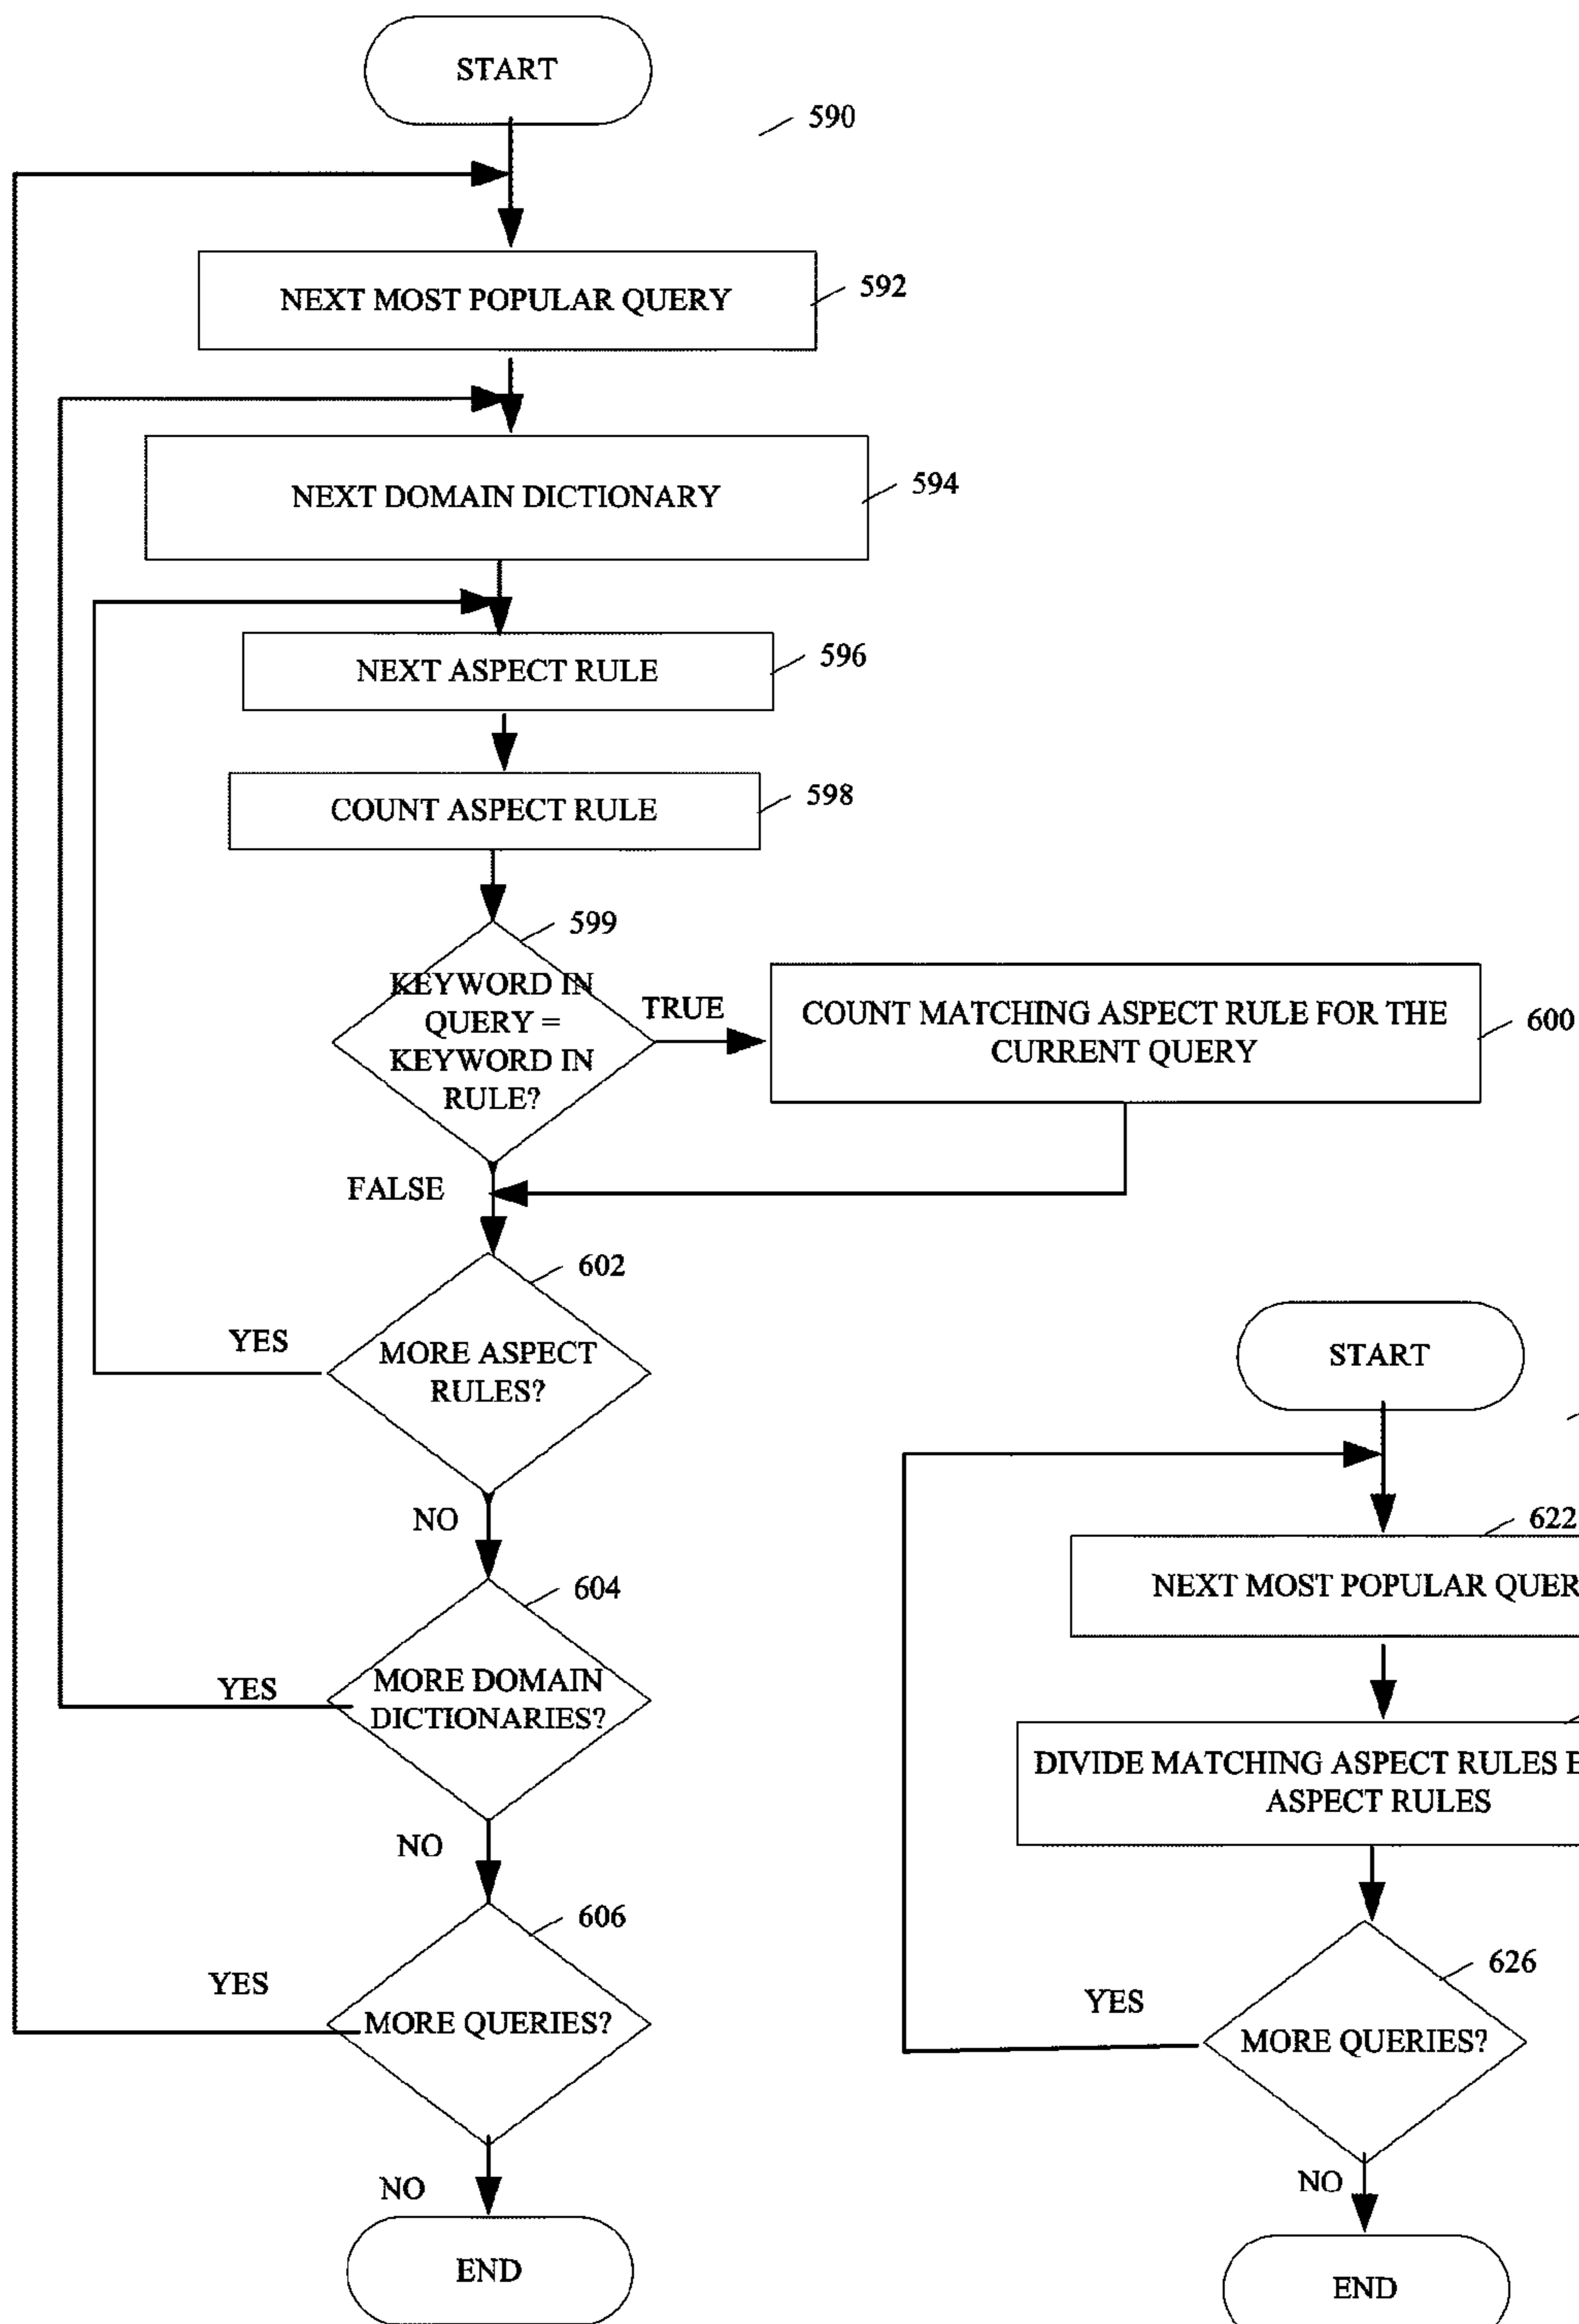 START
590
NEXT MOST POPULAR QUERY
592
NEXT DOMAIN DICTIONARY
594
NEXT ASPECT RULE
596
COUNT ASPECT RULE
598
599
KEYWORD IN
QUERY =
KEYWORD IN
RULE?
TRUE
COUNT MATCHING ASPECT RULE FOR THE
CURRENT QUERY
600
FALSE
602
MORE ASPECT
RULES?
YES
NO
604
MORE DOMAIN
DICTIONARIES?
YES
NO
606
MORE QUERIES?
YES
NO
END
START
622
NEXT MOST POPULAR
DIVIDE MATCHING ASPECT RULES
ASPECT RULES
626
MORE QUERIES?
YES
NO
END